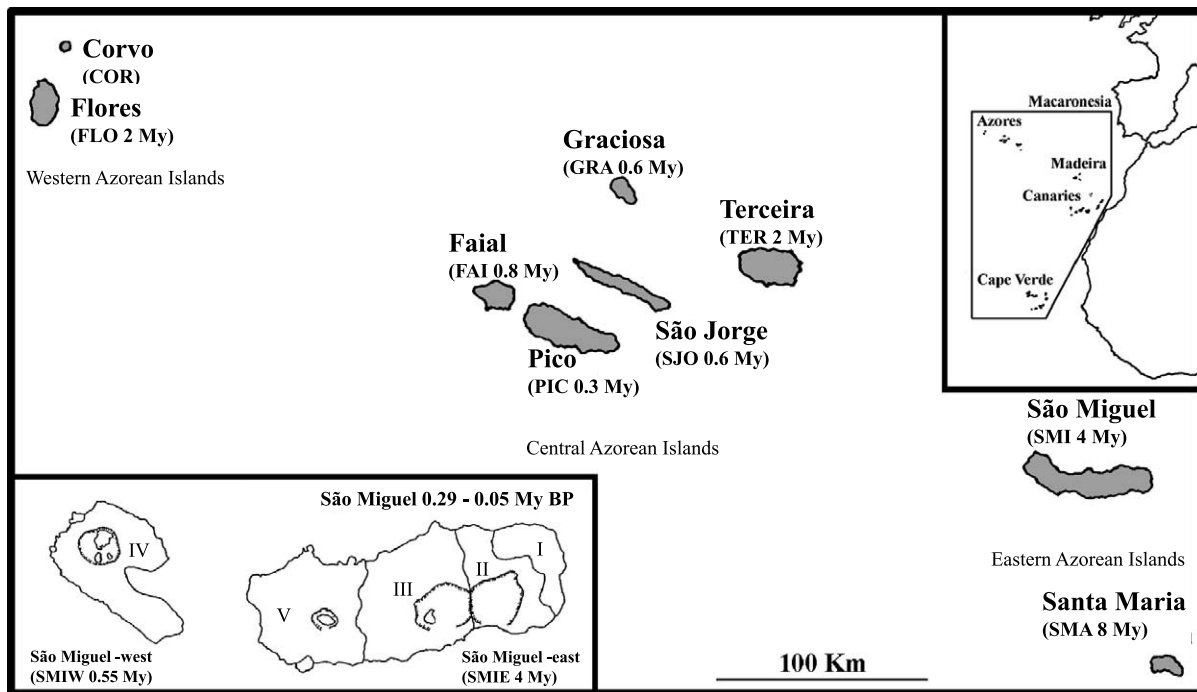 Corvo
(COR)
Flores
(FLO 2 My)
Western Azorean Islands
Graciosa
(GRA 0.6 My)
Terceira
(TER 2 My)
Faial
(FAI 0.8 My)
São Jorge
(SJO 0.6 My)
Pico
(PIC 0.3 My)
Central Azorean Islands
Macaronesia
Azores
Madeira
Canaries
Cape Verde
São Miguel
(SMI 4 My)
Eastern Azorean Islands
Santa Maria
(SMA 8 My)
100 Km
São Miguel 0.29 - 0.05 My BP
IV
I
II
III
V
São Miguel -west
(SMIW 0.55 My)
São Miguel -east
(SMIE 4 My)